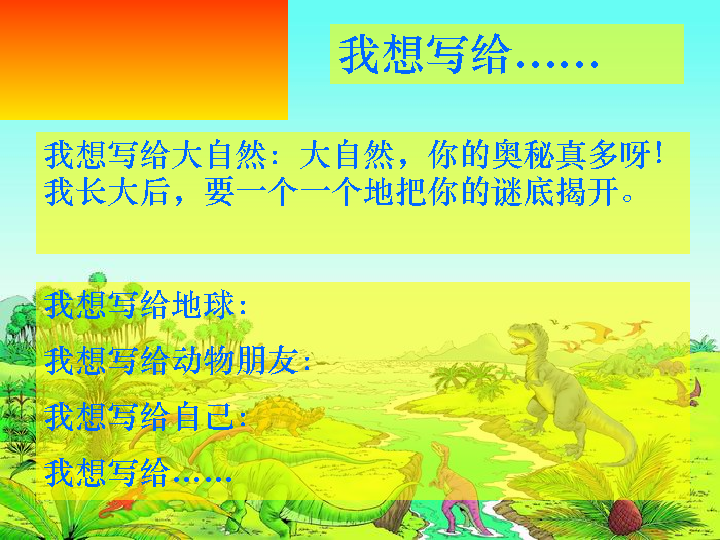 我想写给……
我想写给大自然：大自然，你的奥秘真多呀！
我长大后，要一个一个地把你的谜底揭开。
我想写给地球：
我想写给动物朋友：
我想写给自己：
我想写给……